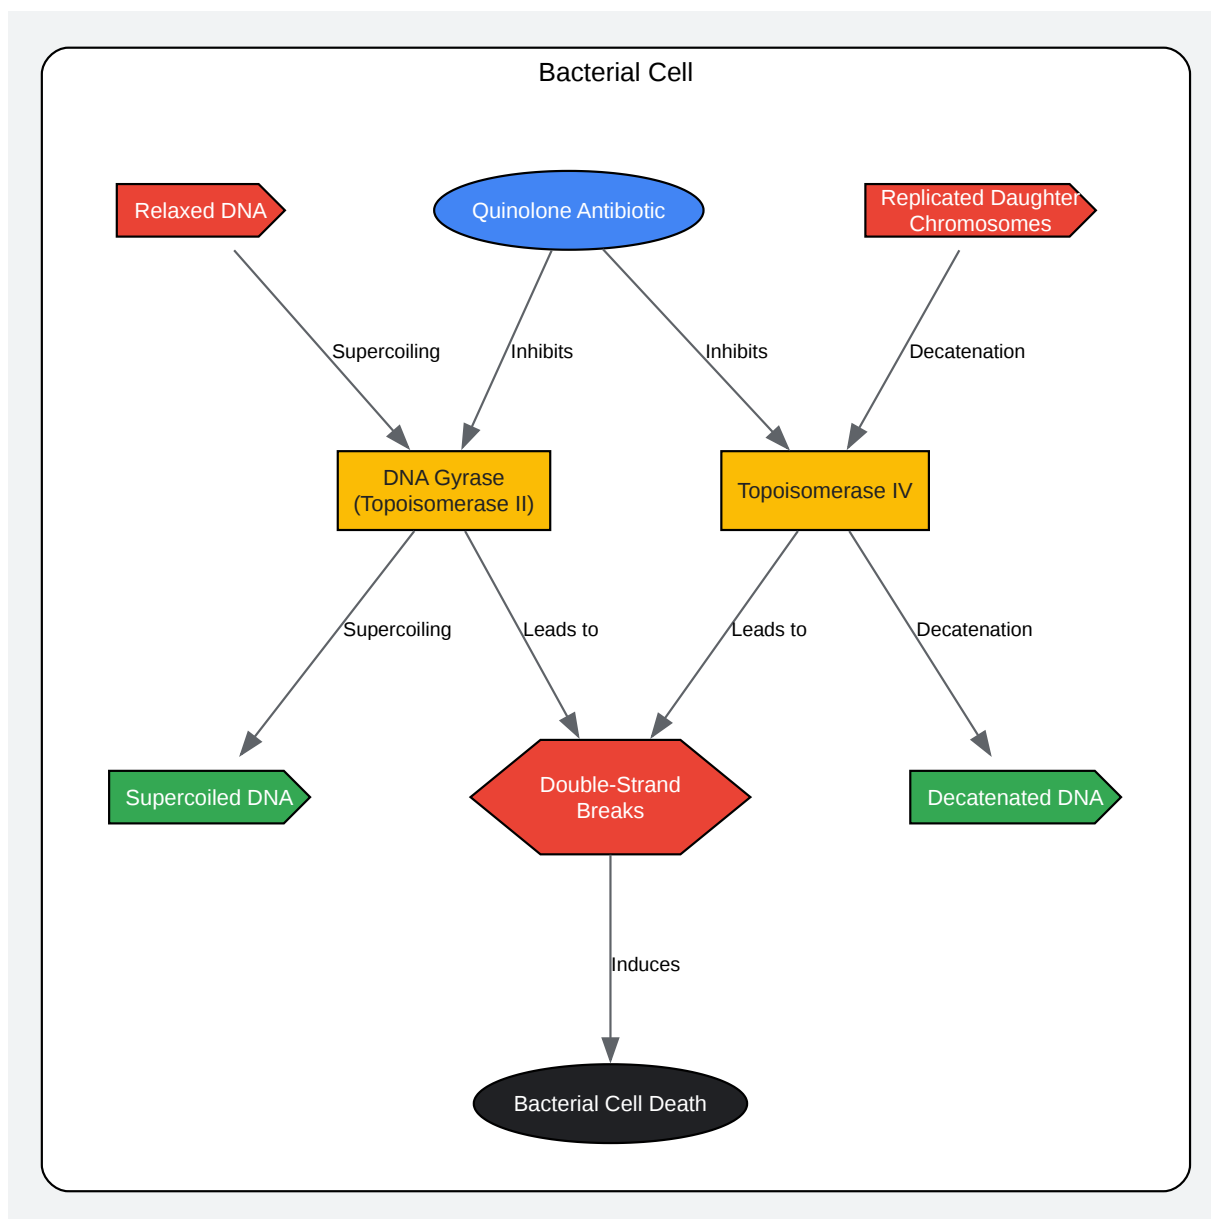 Bacterial Cell
Relaxed DNA
Quinolone Antibiotic
Replicated Daughter
Chromosomes
Supercoiling
Inhibits
Inhibits
Decatenation
DNA Gyrase
(Topoisomerase II)
Topoisomerase IV
Supercoiling
Leads to
Leads to
Decatenation
Supercoiled DNA
Double-Strand
Breaks
Decatenated DNA
Induces
Bacterial Cell Death